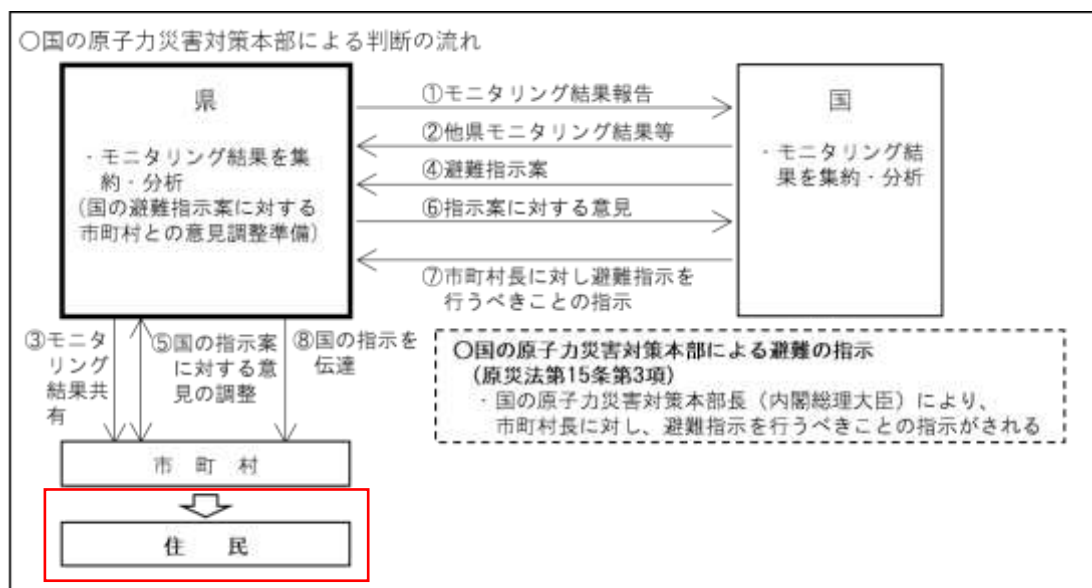 〇国の原子力災害対策本部による判断の流れ
県
・モニタリング結果を集
約・分析
(国の避難指示案に対する
市町村との意見調整準備)
①モニタリング結果報告
②他県モニタリング結果等
④避難指示案
⑥指示案に対する意見
⑦市町村長に対し避難指示を
行うべきことの指示
国
・モニタリング結
果を集約・分析
③モニタ
リング
結果共
有
⑤国の指示案
に対する意
見の調整
⑧国の指示を
伝達
〇国の原子力災害対策本部による避難の指示
(原災法第15条第3項)
・国の原子力災害対策本部長（内閣総理大臣）により、
市町村長に対し、避難指示を行うべきことの指示がされる
市 町 村
住 民